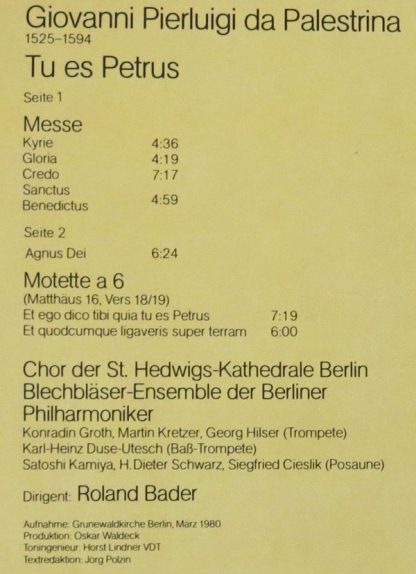 Giovanni Pierluigi da Palestrina
1525–1594
Tu es Petrus
Seite 1
Messe
Kyrie 4:36
Gloria 4:19
Credo 7:17
Sanctus
Benedictus 4:59
Seite 2
Agnus Dei 6:24
Motette a 6
(Matthäus 16, Vers 18/19)
Et ego dico tibi quia tu es Petrus 7:19
Et quodcumque ligaveris super terram 6:00
Chor der St. Hedwigs-Kathedrale Berlin
Blechbläser-Ensemble der Berliner
Philharmoniker
Konradin Groth, Martin Kretzer, Georg Hilser (Trompete)
Karl-Heinz Duse-Utesch (Baß-Trompete)
Satoshi Kamiya, H. Dieter Schwarz, Siegfried Cieslik (Posaune)
Dirigent: Roland Bader
Aufnahme: Grunewaldkirche Berlin, März 1980
Produktion: Oskar Waldeck
Toningenieur: Horst Lindner VDT
Textredaktion: Jörg Polzin